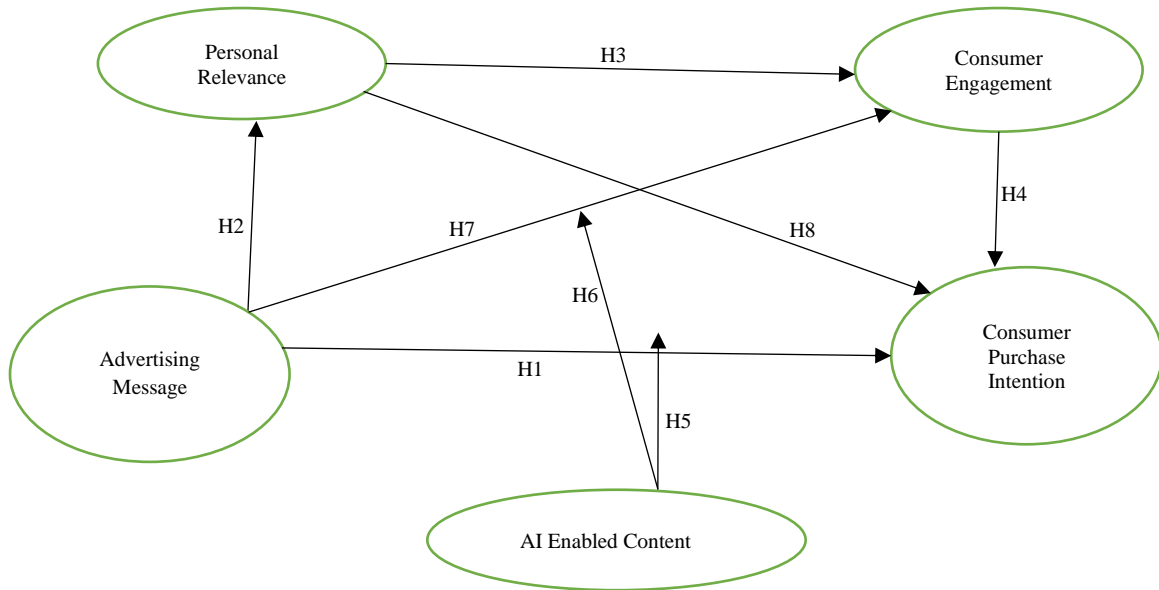 Personal
Relevance
H3
Consumer
Engagement
H2
H7
H8
H4
H6
Advertising
Message
H1
Consumer
Purchase
Intention
H5
AI Enabled Content